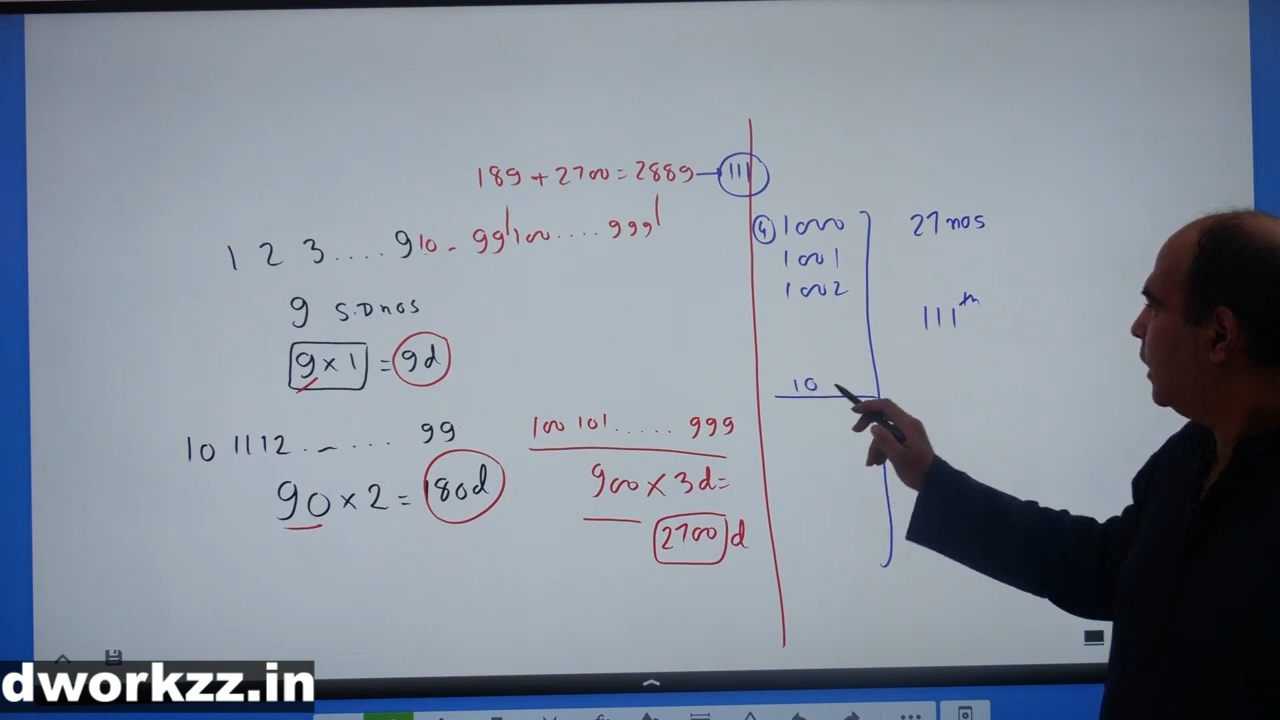 189 + 2700 = 2889 — 111
1 2 3 .... 9 10 - 99 100 .... 999
9 S.D nos
9 x 1 = 9d
10 11 12 ..- ... 99
90 x 2 = 180d
100 101 ..... 999
900 x 3d =
2700 d
4 1000
1001
1002
10
27 nos
111th
dworkzz.in